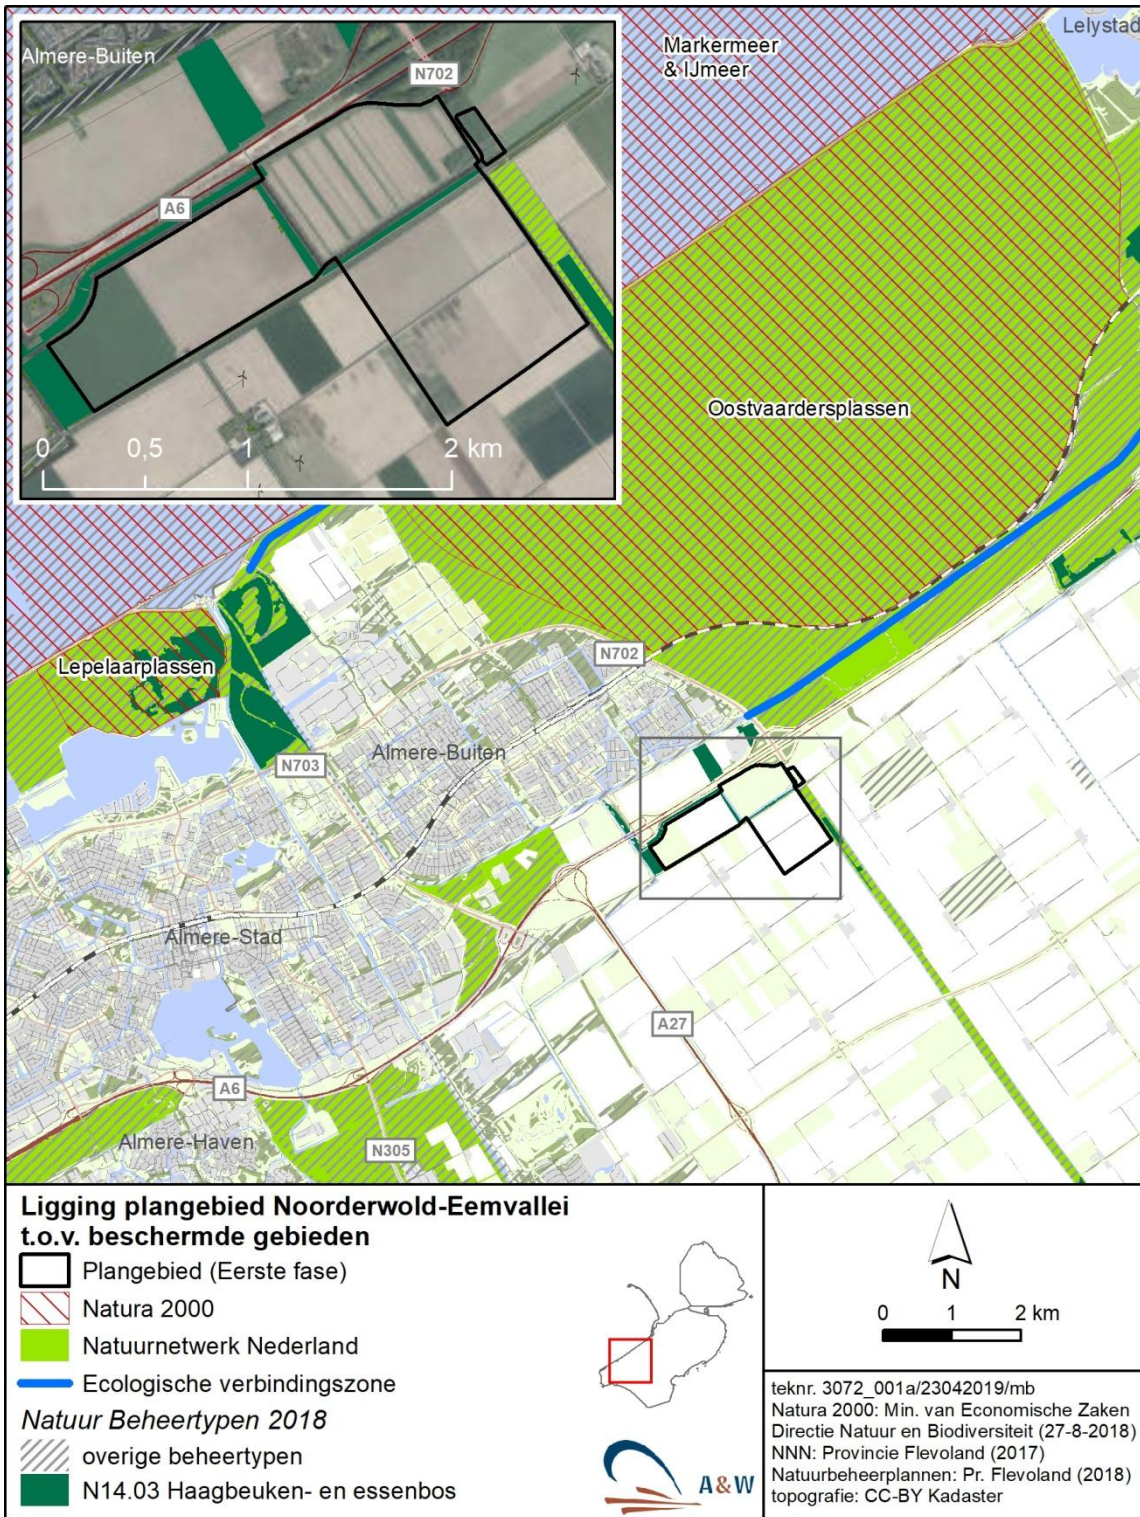 Almere-Buiten
N702
A6
0 0,5 1 2 km
Markermeer
& IJmeer
Lelystad
Oostvaardersplassen
Lepelaarplassen
N702
Almere-Buiten
N703
Almere-Stad
A27
A6
Almere-Haven
N305
Ligging plangebied Noorderwold-Eemvallei
t.o.v. beschermde gebieden
Plangebied (Eerste fase)
Natura 2000
Natuurnetwerk Nederland
Ecologische verbindingszone
Natuur Beheertypen 2018
overige beheertypen
N14.03 Haagbeuken- en essenbos
A&W
N
0 1 2 km
teknr. 3072_001a/23042019/mb
Natura 2000: Min. van Economische Zaken
Directie Natuur en Biodiversiteit (27-8-2018)
NNN: Provincie Flevoland (2017)
Natuurbeheerplannen: Pr. Flevoland (2018)
topografie: CC-BY Kadaster